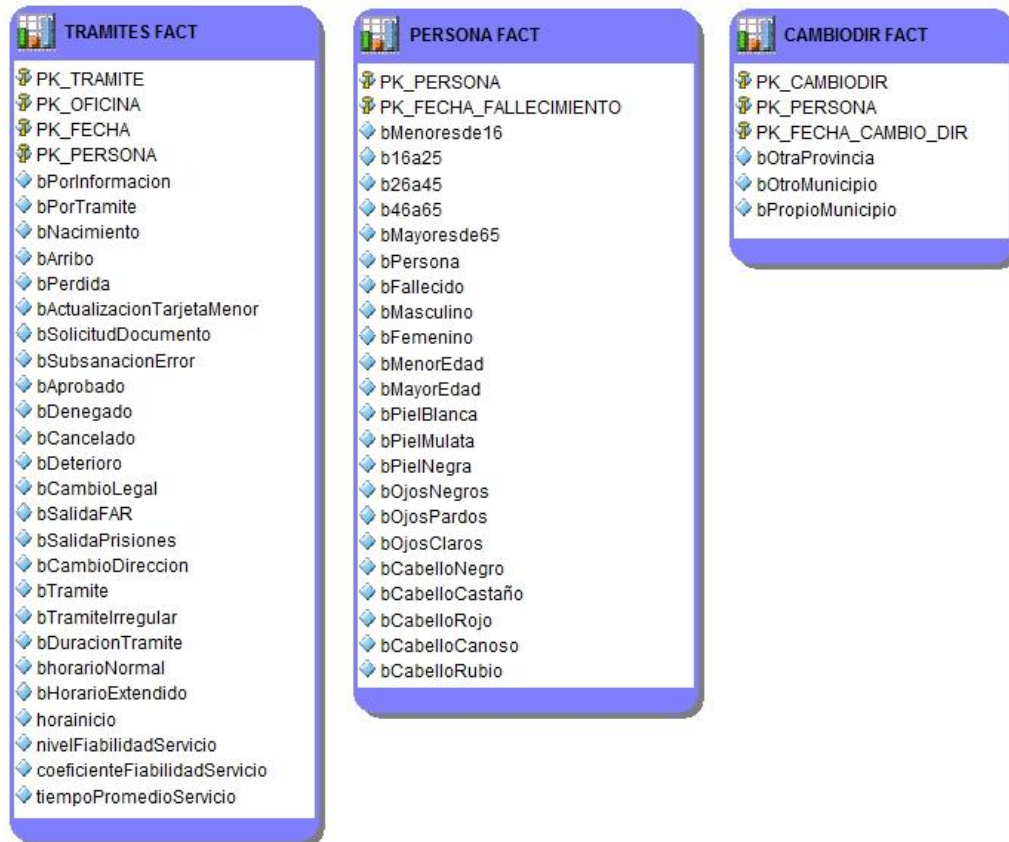 TRAMITES FACT
PK_TRAMITE
PK_OFICINA
PK_FECHA
PK_PERSONA
bPorInformacion
bPorTramite
bNacimiento
bArribo
bPerdida
bActualizacionTarjetaMenor
bSolicitudDocumento
bSubsanacionError
bAprobado
bDenegado
bCancelado
bDeterioro
bCambioLegal
bSalidaFAR
bSalidaPrisiones
bCambioDireccion
bTramite
bTramiteIrregular
bDuracionTramite
bhorarioNormal
bHorarioExtendido
horainicio
nivelFiabilidadServicio
coeficienteFiabilidadServicio
tiempoPromedioServicio
PERSONA FACT
PK_PERSONA
PK_FECHA_FALLECIMIENTO
bMenoresde16
b16a25
b26a45
b46a65
bMayoresde65
bPersona
bFallecido
bMasculino
bFemenino
bMenorEdad
bMayorEdad
bPielBlanca
bPielMulata
bPielNegra
bOjosNegros
bOjosPardos
bOjosClaros
bCabelloNegro
bCabelloCastaño
bCabelloRojo
bCabelloCanoso
bCabelloRubio
CAMBIODIR FACT
PK_CAMBIODIR
PK_PERSONA
PK_FECHA_CAMBIO_DIR
bOtraProvincia
bOtroMunicipio
bPropioMunicipio